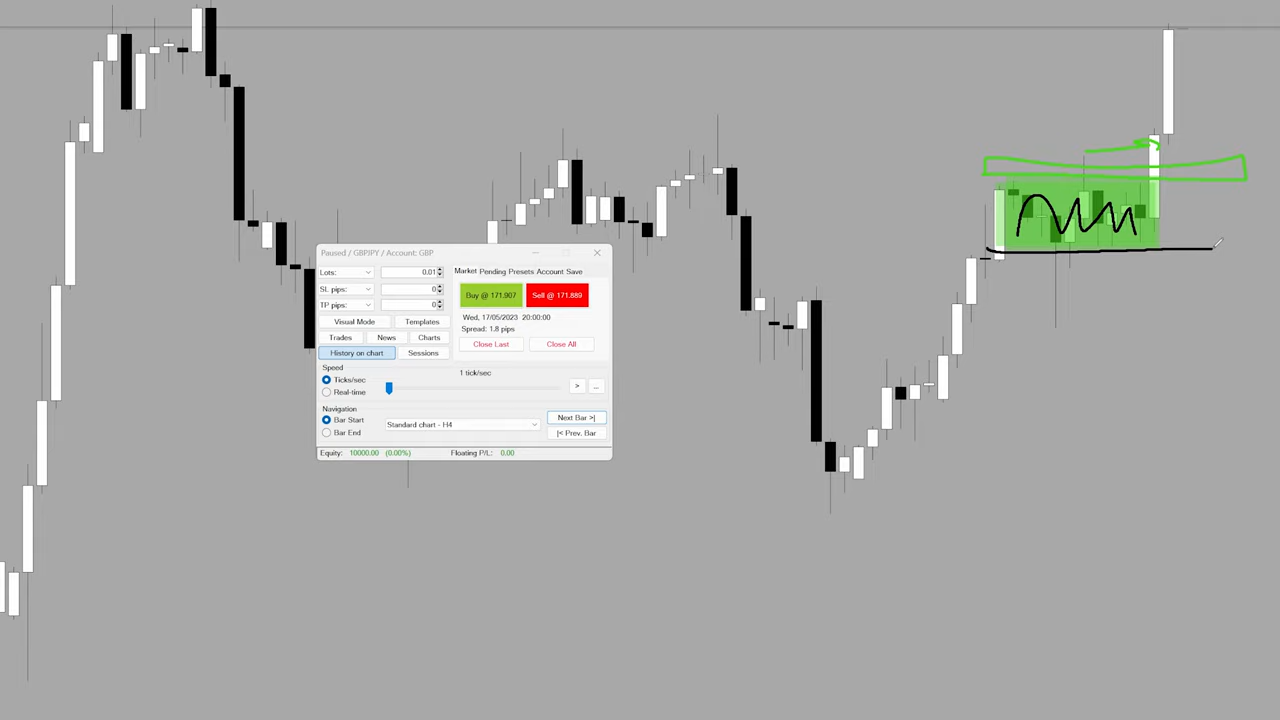 Paused / GBPJPY / Account: GBP
Lots: 0.01
SL pips: 0
TP pips: 0
Market Pending Presets Account Save
Buy @ 171.907 Sell @ 171.889
Wed, 17/05/2023 20:00:00
Spread: 1.8 pips
Close Last Close All
Visual Mode Templates
Trades News Charts
History on chart Sessions
Speed
1 tick/sec
Ticks/sec
Real-time
> ...
Navigation
Bar Start
Bar End
Standard chart - H4
Next Bar >|
|< Prev. Bar
Equity: 10000.00 (0.00%) Floating P/L: 0.00